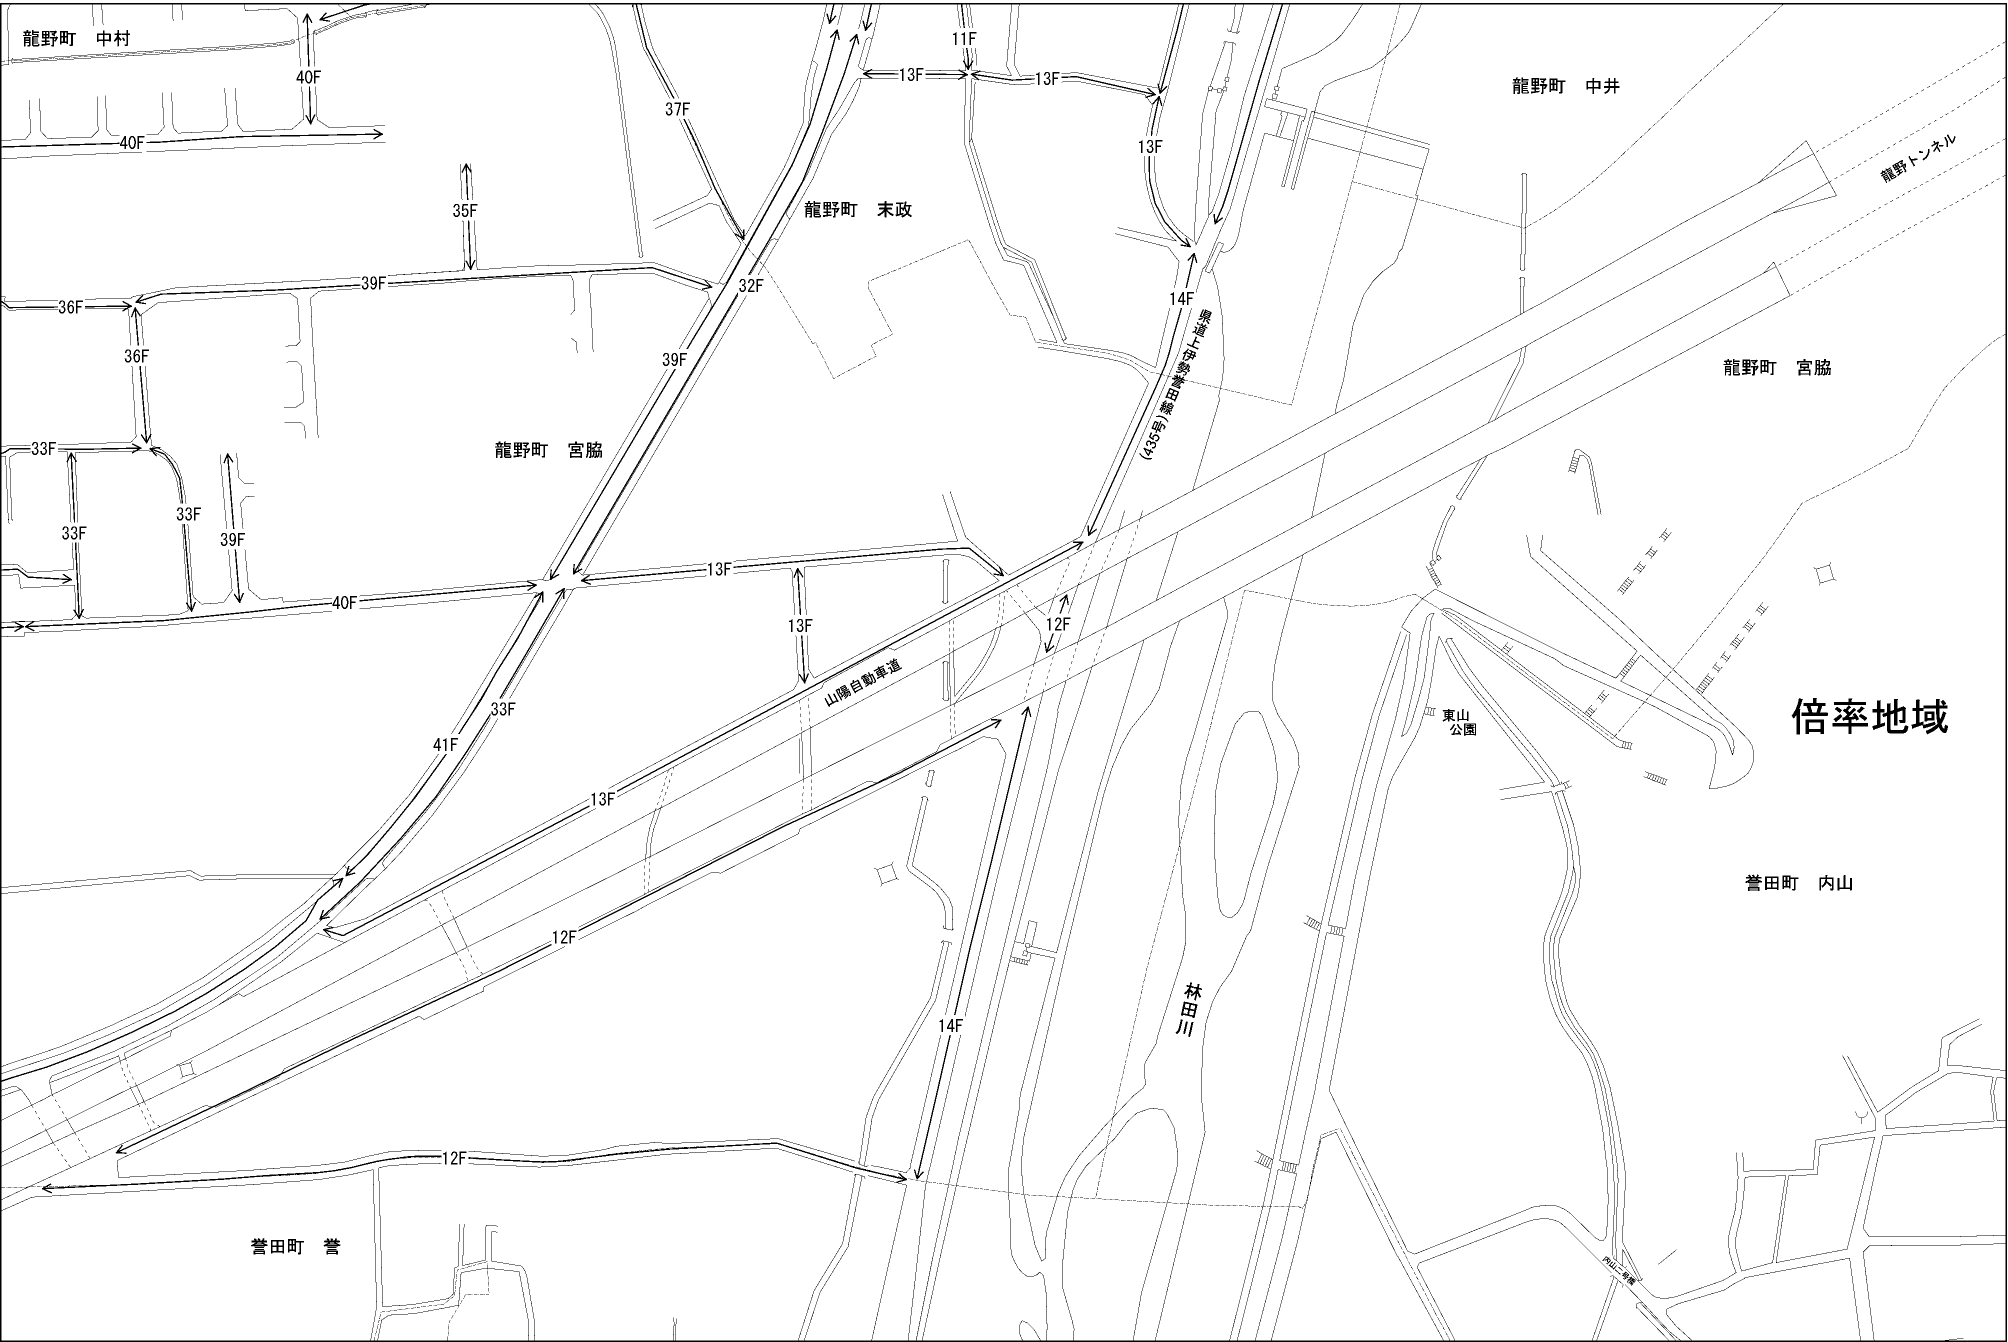 龍野町　中村
11F
40F
13F
13F
龍野町　中井
37F
40F
13F
龍野トンネル
35F
龍野町　末政
39F
32F
14F
36F
県道上伊勢誉田線
(435号)
36F
39F
龍野町　宮脇
33F
龍野町　宮脇
33F
33F
39F
13F
40F
13F
12F
山陽自動車道
33F
41F
東山
公園
倍率地域
13F
誉田町　内山
12F
林田川
14F
12F
誉田町　誉
内山二号橋